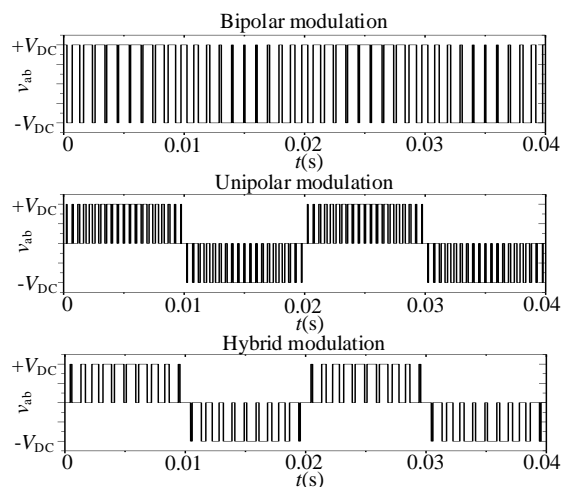 Bipolar modulation
+VDC
vab
-VDC
0 0.01 0.02 0.03 0.04
t(s)
Unipolar modulation
+VDC
vab
-VDC
0 0.01 0.02 0.03 0.04
t(s)
Hybrid modulation
+VDC
vab
-VDC
0 0.01 0.02 0.03 0.04
t(s)